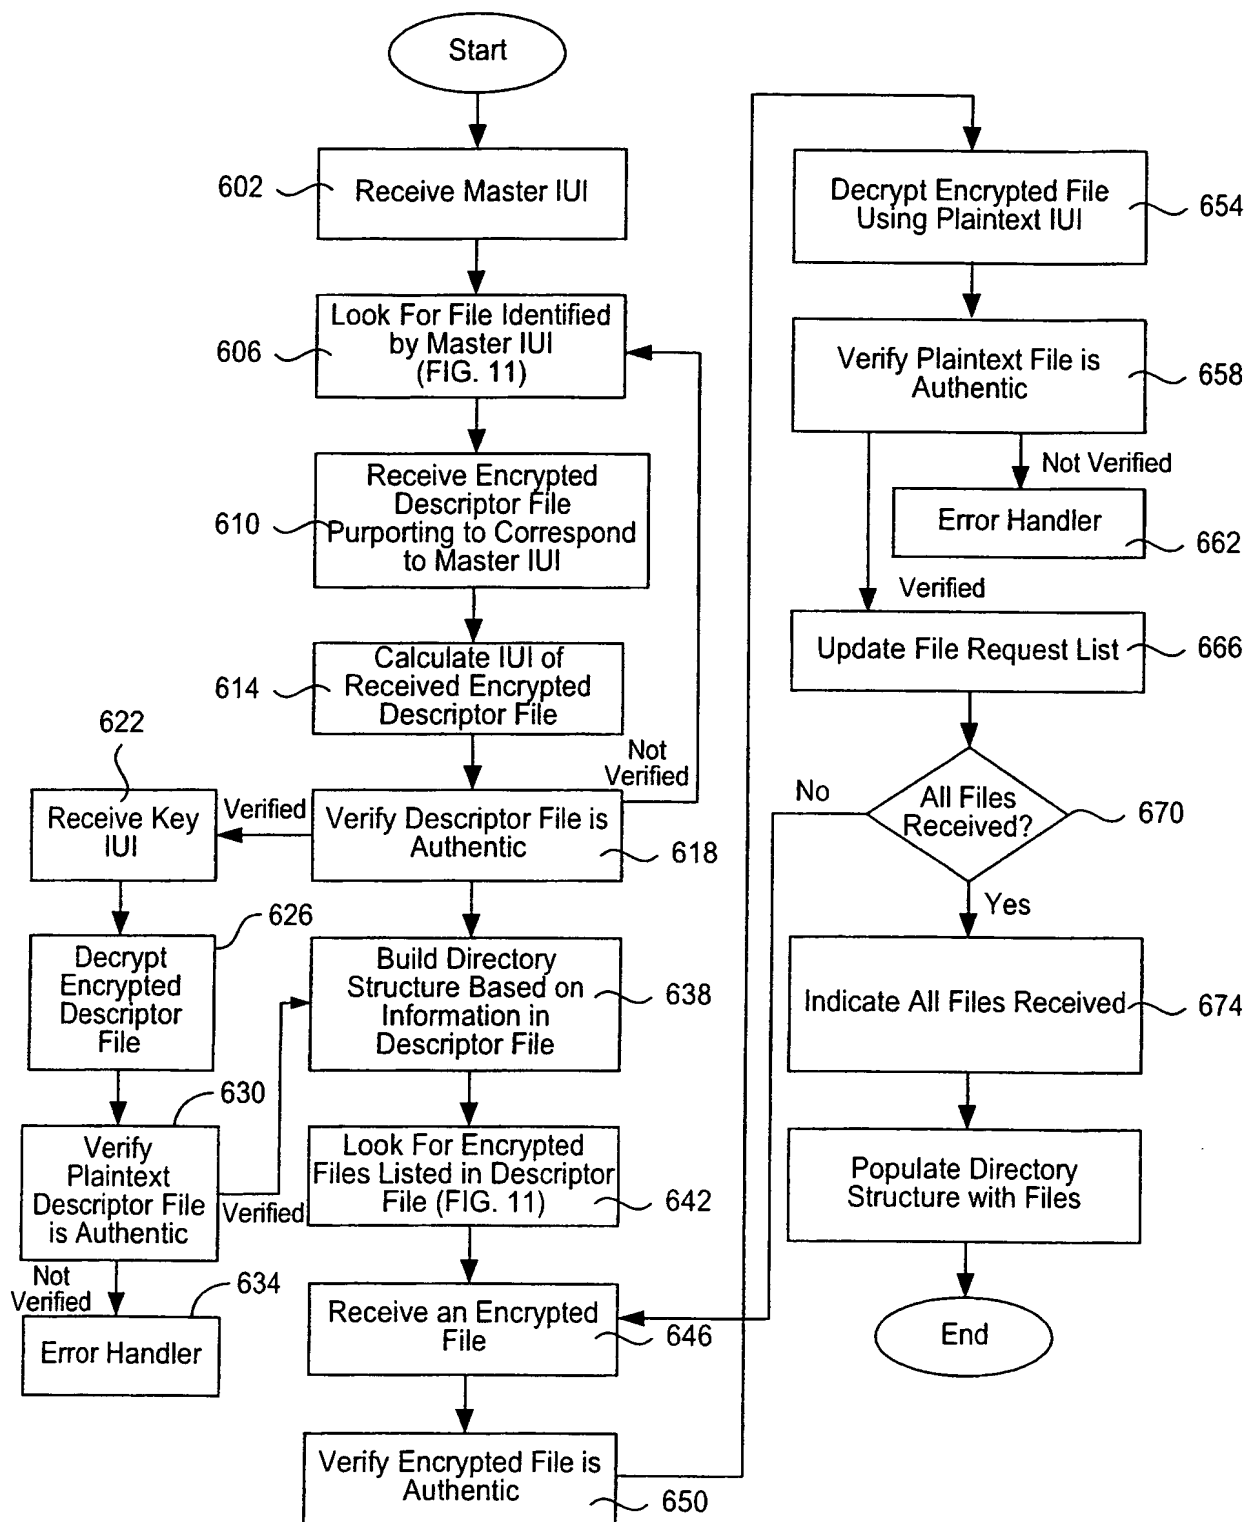 Start
602
Receive Master IUI
606
Look For File Identified
by Master IUI
(FIG. 11)
610
Receive Encrypted
Descriptor File
Purporting to Correspond
to Master IUI
614
Calculate IUI of
Received Encrypted
Descriptor File
Not
Verified
622
Receive Key
IUI
Verified
Verify Descriptor File is
Authentic
618
626
Decrypt
Encrypted
Descriptor
File
Build Directory
Structure Based on
Information in
Descriptor File
638
630
Verify
Plaintext
Descriptor File
is Authentic
Verified
Look For Encrypted
Files Listed in Descriptor
File (FIG. 11)
642
Not
Verified
634
Error Handler
Receive an Encrypted
File
646
Verify Encrypted File is
Authentic
650
Decrypt Encrypted File
Using Plaintext IUI
654
Verify Plaintext File is
Authentic
658
Not Verified
Error Handler
662
Verified
Update File Request List
666
No
All Files
Received?
670
Yes
Indicate All Files Received
674
Populate Directory
Structure with Files
End